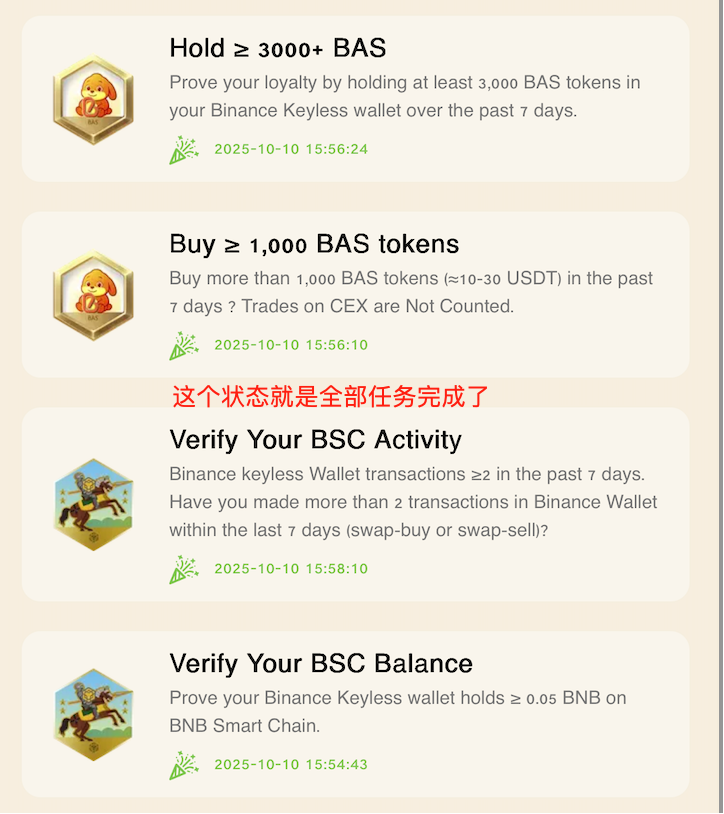 Hold ≥ 3000+ BAS
Prove your loyalty by holding at least 3,000 BAS tokens in
your Binance Keyless wallet over the past 7 days.
2025-10-10 15:56:24
Buy ≥ 1,000 BAS tokens
Buy more than 1,000 BAS tokens (≈10-30 USDT) in the past
7 days ? Trades on CEX are Not Counted.
2025-10-10 15:56:10
这个状态就是全部任务完成了
Verify Your BSC Activity
Binance keyless Wallet transactions ≥2 in the past 7 days.
Have you made more than 2 transactions in Binance Wallet
within the last 7 days (swap-buy or swap-sell)?
2025-10-10 15:58:10
Verify Your BSC Balance
Prove your Binance Keyless wallet holds ≥ 0.05 BNB on
BNB Smart Chain.
2025-10-10 15:54:43